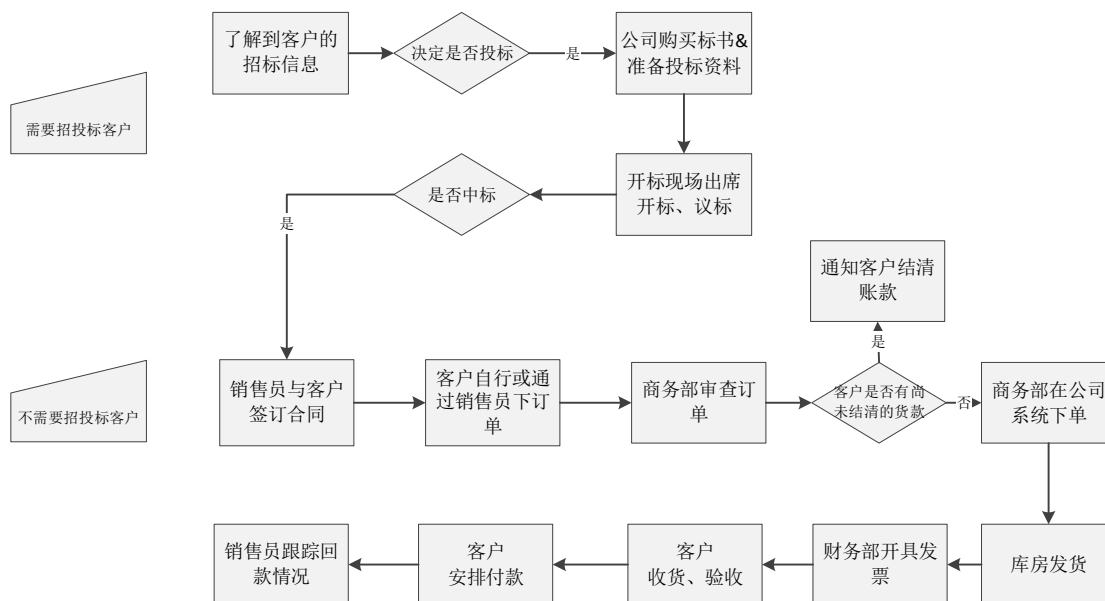 了解到客户的
招标信息
决定是否投标
是
公司购买标书&
准备投标资料
需要招投标客户
开标现场出席
开标、议标
是否中标
是
通知客户结清
账款
是
不需要招投标客户
销售员与客户
签订合同
客户自行或通
过销售员下订
单
商务部审查订
单
客户是否有尚
未结清的货款
否
商务部在公司
系统下单
销售员跟踪回
款情况
客户
安排付款
客户
收货、验收
财务部开具发
票
库房发货